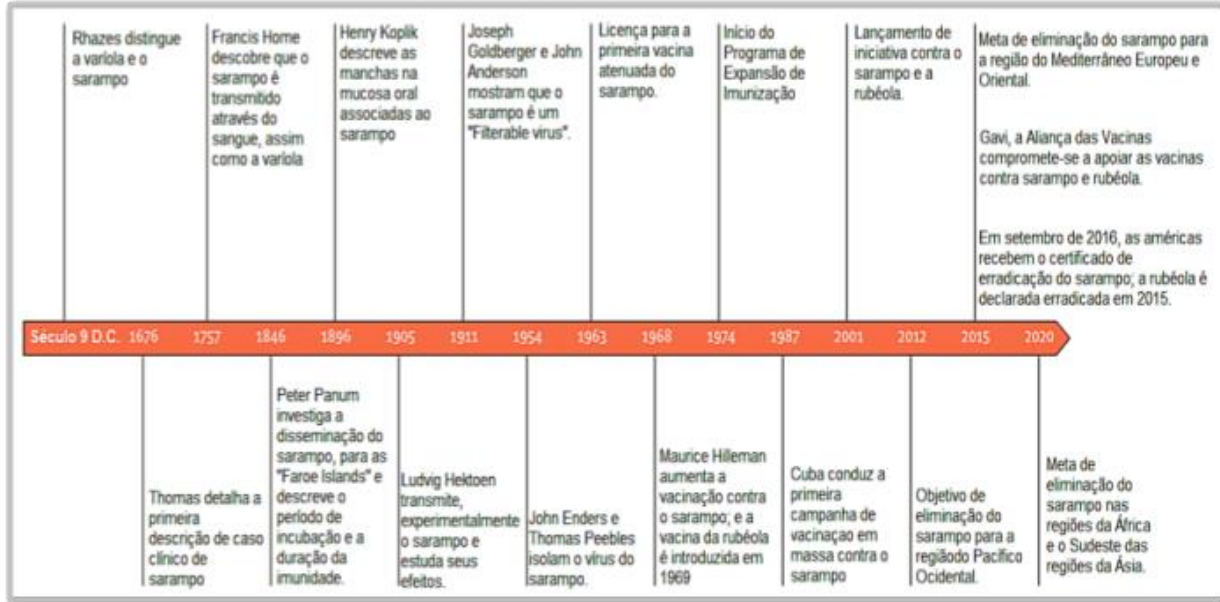 Rhazes distingue
a varíola e o
sarampo
Francis Home
descobre que o
sarampo é
transmitido
através do
sangue, assim
como a varíola
Henry Koplik
descreve as
manchas na
mucosa oral
associadas ao
sarampo
Joseph
Goldberger e John
Anderson
mostram que o
sarampo é um
"Filterable virus".
Licença para a
primeira vacina
atenuada do
sarampo.
Início do
Programa de
Expansão de
Imunização
Lançamento de
iniciativa contra o
sarampo e a
rubéola.
Meta de eliminação do sarampo para
a região do Mediterrâneo Europeu e
Oriental.
Gavi, a Aliança das Vacinas
compromete-se a apoiar as vacinas
contra sarampo e rubéola.
Em setembro de 2016, as américas
recebem o certificado de
erradicação do sarampo; a rubéola é
declarada erradicada em 2015.
Século 9 D.C. 1676 1757 1846 1896 1905 1911 1954 1963 1968 1974 1987 2001 2012 2015 2020
Thomas detalha a
primeira
descrição de caso
clínico de
sarampo
Peter Panum
investiga a
disseminação do
sarampo, para as
"Faroe Islands" e
descreve o
período de
incubação e a
duração da
imunidade.
Ludvig Hektoen
transmite,
experimentalmente
o sarampo e
estuda seus
efeitos.
John Enders e
Thomas Peebles
isolam o vírus do
sarampo.
Maurice Hilleman
aumenta a
vacinação contra
o sarampo; e a
vacina da rubéola
é introduzida em
1969
Cuba conduz a
primeira
campanha de
vacinaçao em
massa contra o
sarampo
Objetivo de
eliminação do
sarampo para a
regiãodo Pacífico
Ocidental.
Meta de
eliminação do
sarampo nas
regiões da África
e o Sudeste das
regiões da Ásia.